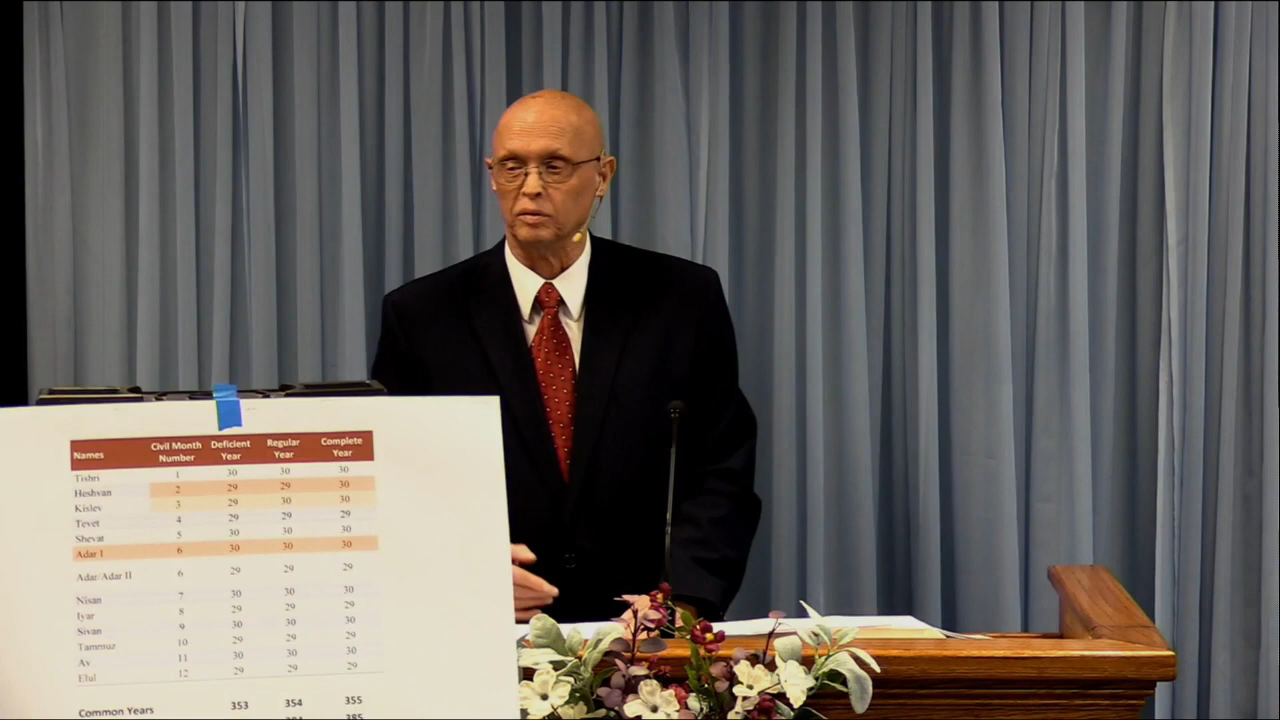 Names Civil Month Number Deficient Year Regular Year Complete Year
Tishri 1 30 30 30
Heshvan 2 29 29 30
Kislev 3 29 30 30
Tevet 4 29 29 29
Shevat 5 30 30 30
Adar I 6 30 30 30
Adar/Adar II 6 29 29 29
Nisan 7 30 30 30
Iyar 8 29 29 29
Sivan 9 30 30 30
Tammuz 10 29 29 29
Av 11 30 30 30
Elul 12 29 29 29
Common Years 353 354 355
385